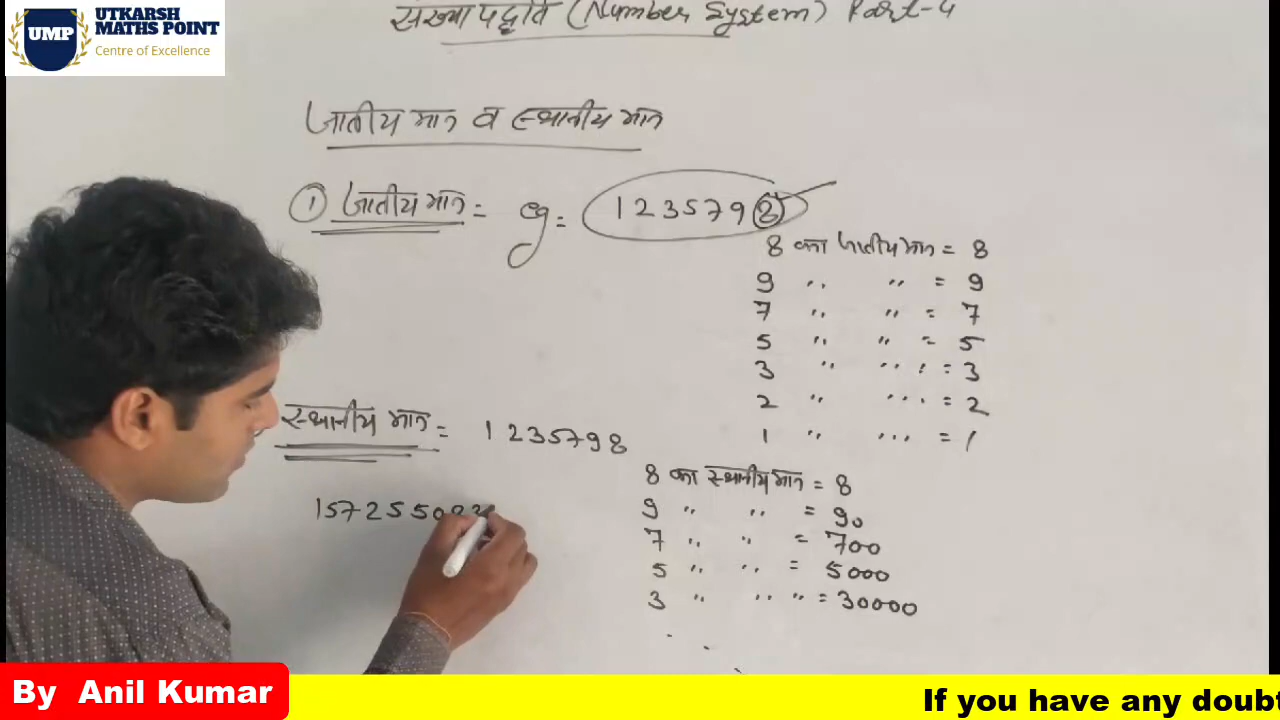 UTKARSH
MATHS POINT
UMP
Centre of Excellence
संख्या पद्धति (Number System) Part-4
जातीय मान व स्थानीय मान
① जातीय मान = eg = 1235798
8 का जातीय मान = 8
9 " " = 9
7 " " = 7
5 " " = 5
3 " " = 3
2 " " = 2
1 " " = 1
स्थानीय मान = 1235798
8 का स्थानीय मान = 8
9 " " = 90
7 " " = 700
5 " " = 5000
3 " " " = 30000
1572550
By Anil Kumar
If you have any doubt